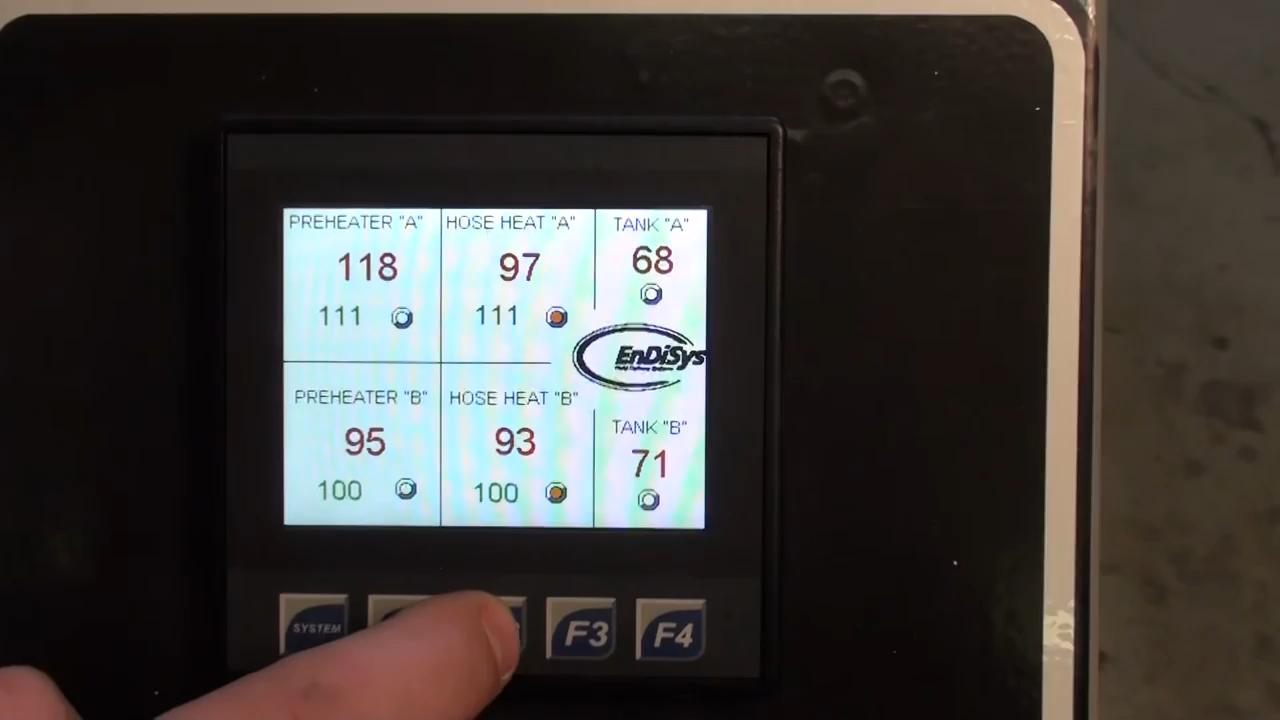 PREHEATER "A"
118
111
HOSE HEAT "A"
97
111
TANK "A"
68
EnDiSys
PREHEATER "B"
95
100
HOSE HEAT "B"
93
100
TANK "B"
71
SYSTEM
F3
F4